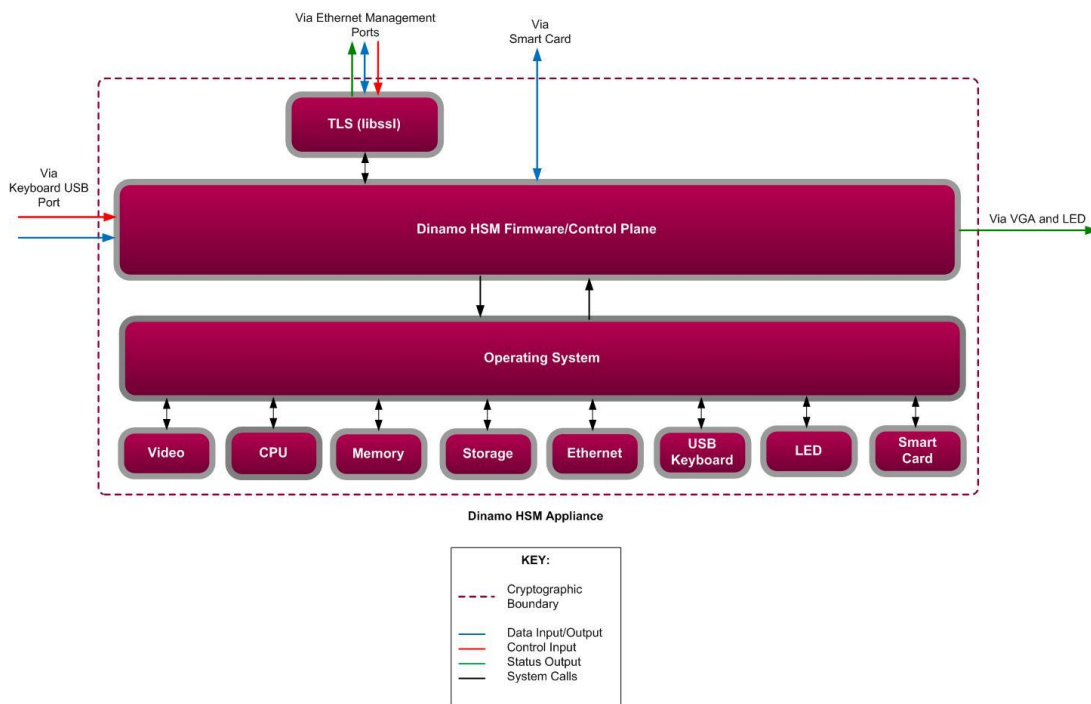 Via Ethernet Management
Ports
Via
Smart Card
TLS (libssl)
Via
Keyboard USB
Port
Dinamo HSM Firmware/Control Plane
Via VGA and LED
Operating System
Video
CPU
Memory
Storage
Ethernet
USB
Keyboard
LED
Smart
Card
Dinamo HSM Appliance
KEY:
Cryptographic
Boundary
Data Input/Output
Control Input
Status Output
System Calls